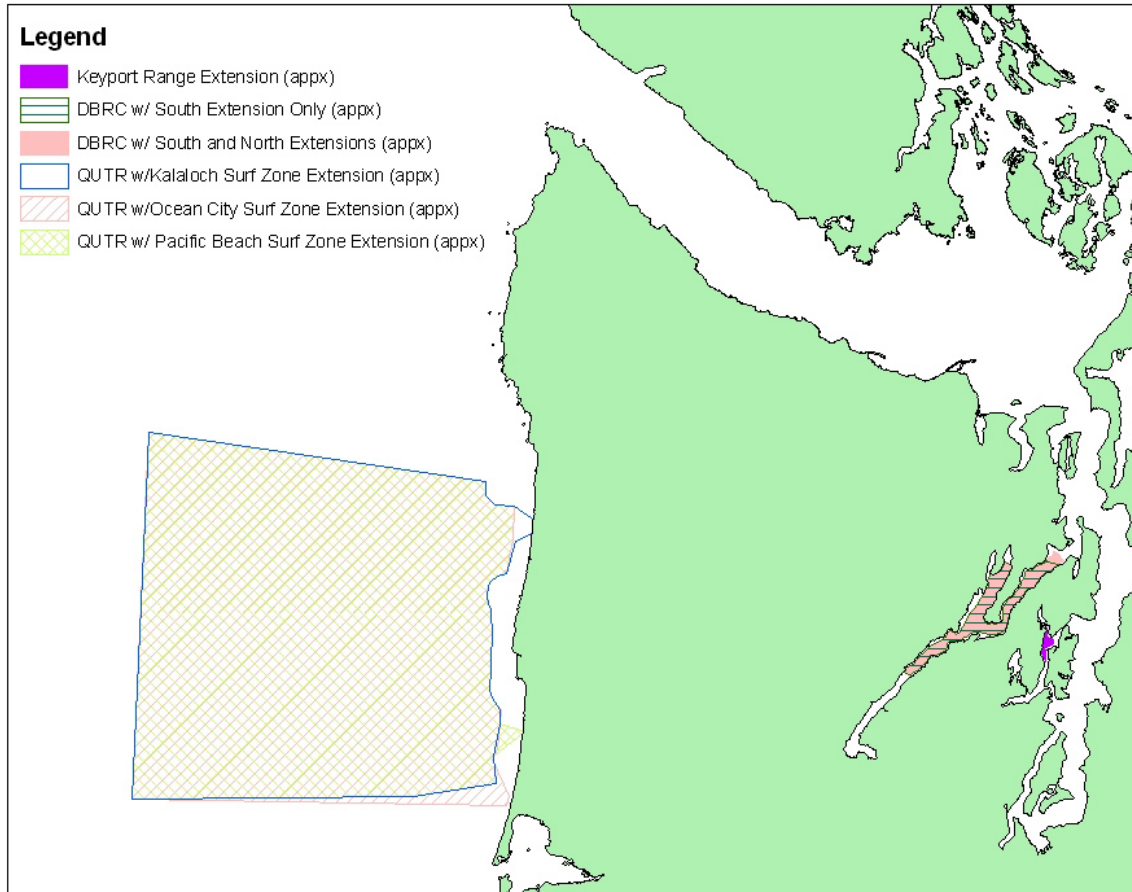 Legend
Keyport Range Extension (appx)
DBRC w/ South Extension Only (appx)
DBRC w/ South and North Extensions (appx)
QUTR w/Kalaloch Surf Zone Extension (appx)
QUTR w/Ocean City Surf Zone Extension (appx)
QUTR w/ Pacific Beach Surf Zone Extension (appx)